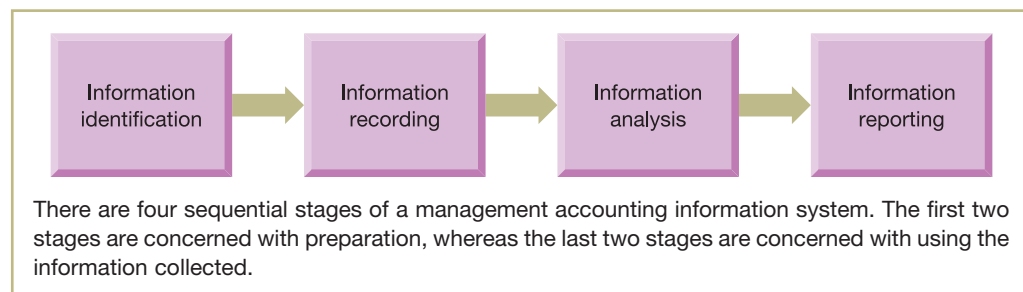 Information
identification
Information
recording
Information
analysis
Information
reporting
There are four sequential stages of a management accounting information system. The first two
stages are concerned with preparation, whereas the last two stages are concerned with using the
information collected.